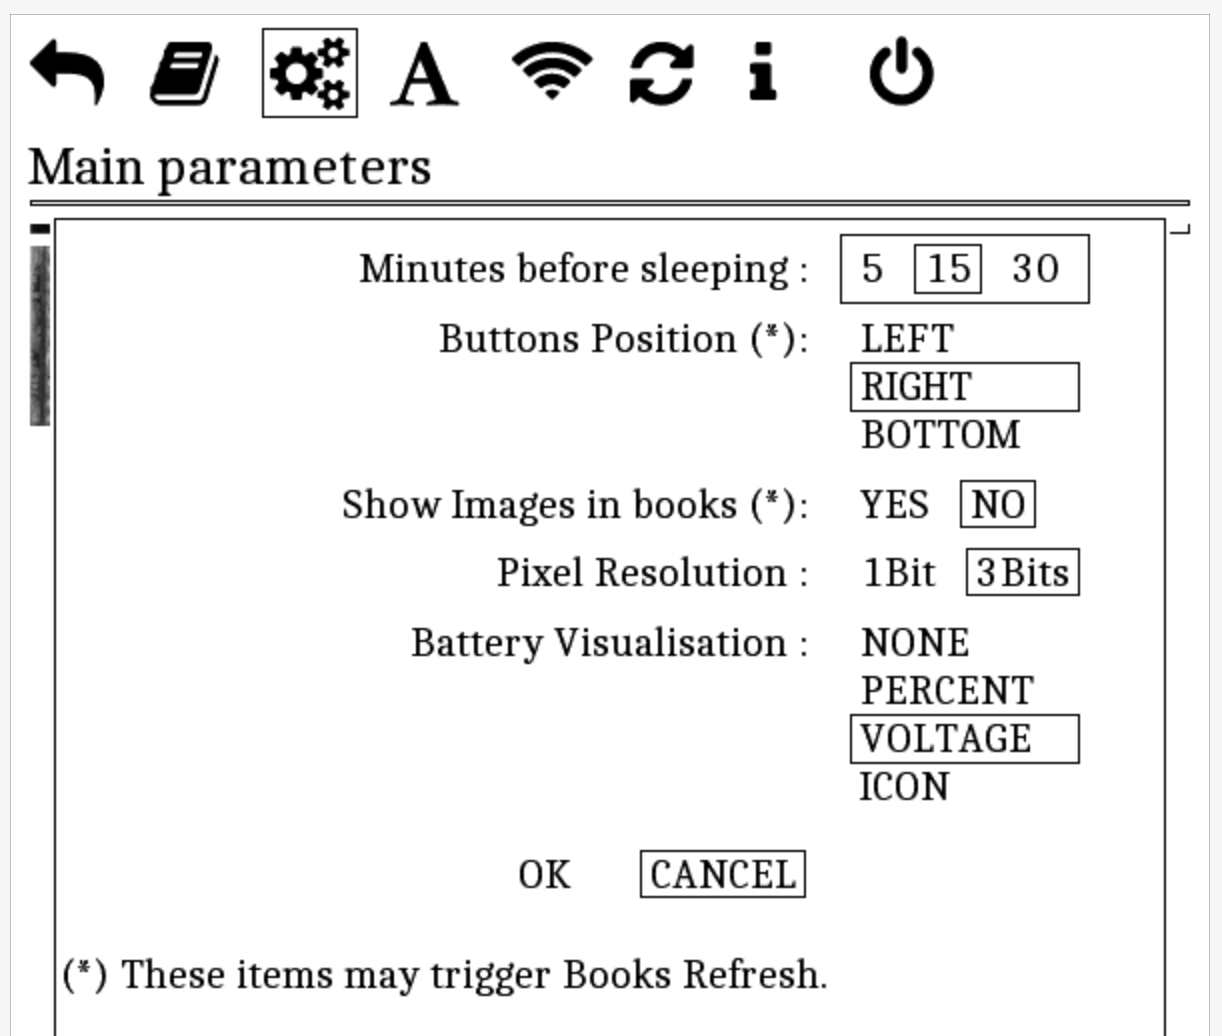 Main parameters
Minutes before sleeping : 5 15 30
Buttons Position (*): LEFT
RIGHT
BOTTOM
Show Images in books (*): YES NO
Pixel Resolution : 1Bit 3Bits
Battery Visualisation : NONE
PERCENT
VOLTAGE
ICON
OK CANCEL
(*) These items may trigger Books Refresh.